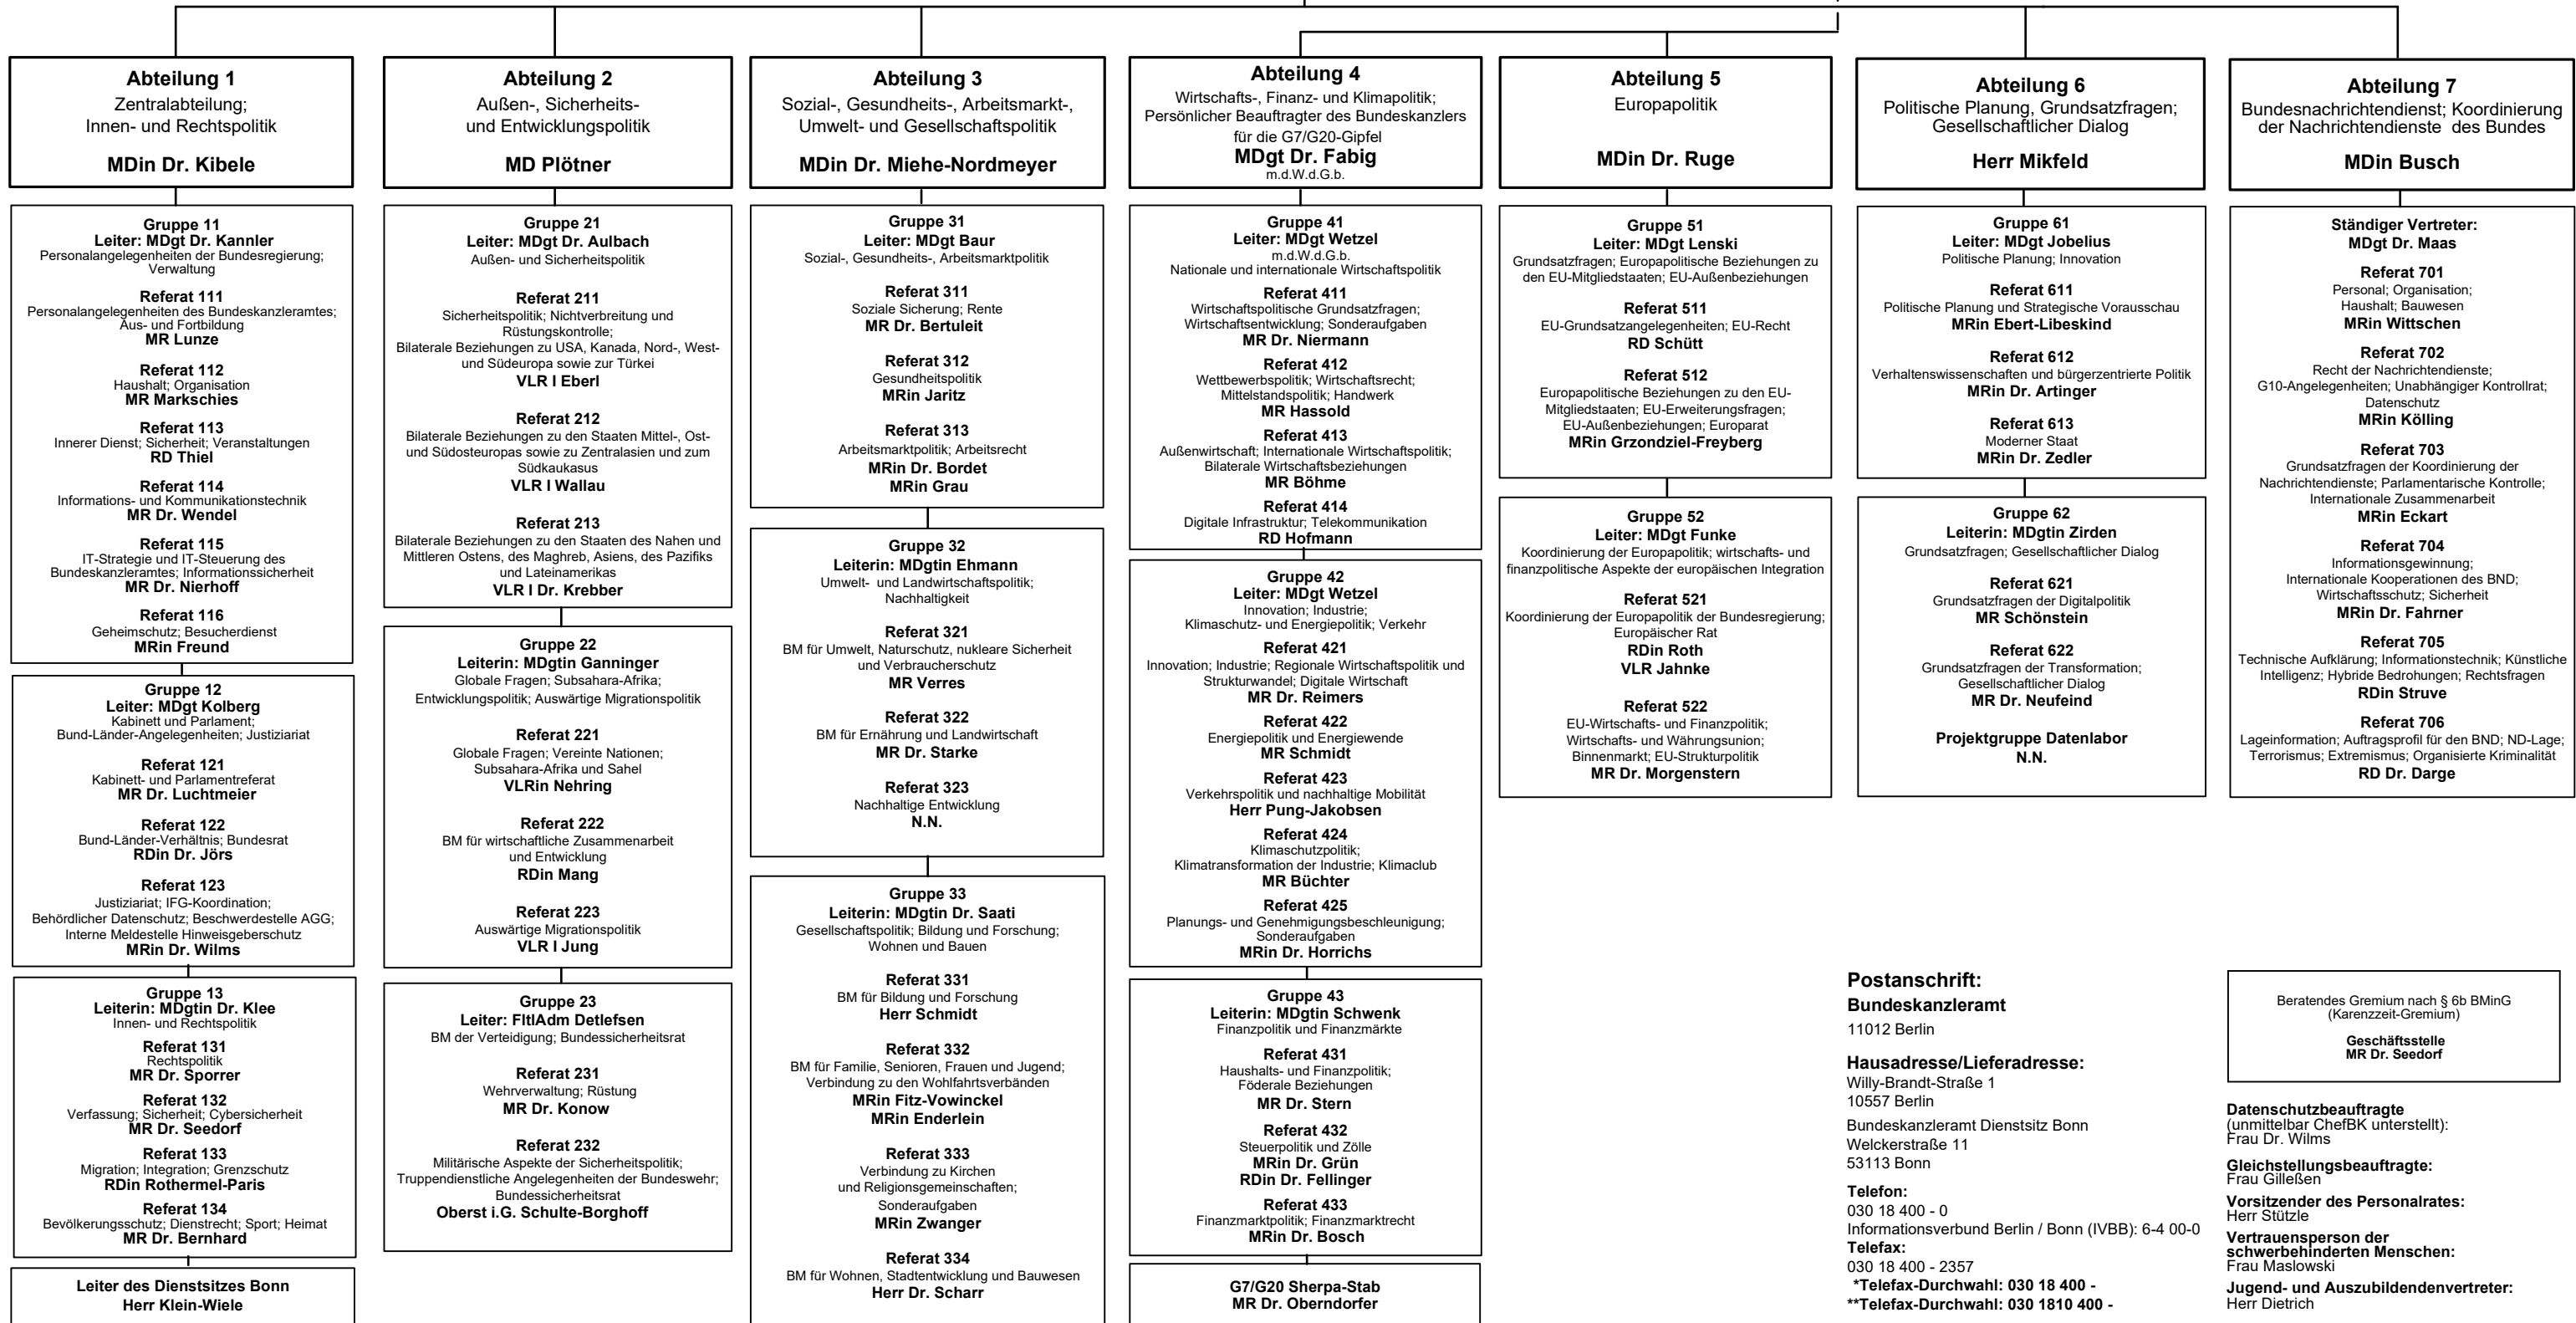 Abteilung 1
Zentralabteilung;
Innen- und Rechtspolitik
MDin Dr. Kibele
Gruppe 11
Leiter: MDgt Dr. Kannler
Personalangelegenheiten der Bundesregierung;
Verwaltung
Referat 111
Personalangelegenheiten des Bundeskanzleramtes;
Aus- und Fortbildung
MR Lunze
Referat 112
Haushalt; Organisation
MR Markschies
Referat 113
Innerer Dienst; Sicherheit; Veranstaltungen
RD Thiel
Referat 114
Informations- und Kommunikationstechnik
MR Dr. Wendel
Referat 115
IT-Strategie und IT-Steuerung des
Bundeskanzleramtes; Informationssicherheit
MR Dr. Nierhoff
Referat 116
Geheimschutz; Besucherdienst
MRin Freund
Gruppe 12
Leiter: MDgt Kolberg
Kabinett und Parlament;
Bund-Länder-Angelegenheiten; Justiziariat
Referat 121
Kabinett- und Parlamentreferat
MR Dr. Luchtmeier
Referat 122
Bund-Länder-Verhältnis; Bundesrat
RDin Dr. Jörs
Referat 123
Justiziariat; IFG-Koordination;
Behördlicher Datenschutz; Beschwerdestelle AGG;
Interne Meldestelle Hinweisgeberschutz
MRin Dr. Wilms
Gruppe 13
Leiterin: MDgtin Dr. Klee
Innen- und Rechtspolitik
Referat 131
Rechtspolitik
MR Dr. Sporrer
Referat 132
Verfassung; Sicherheit; Cybersicherheit
MR Dr. Seedorf
Referat 133
Migration; Integration; Grenzschutz
RDin Rothermel-Paris
Referat 134
Bevölkerungsschutz; Dienstrecht; Sport; Heimat
MR Dr. Bernhard
Leiter des Dienstsitzes Bonn
Herr Klein-Wiele
Abteilung 2
Außen-, Sicherheits-
und Entwicklungspolitik
MD Plötner
Gruppe 21
Leiter: MDgt Dr. Aulbach
Außen- und Sicherheitspolitik
Referat 211
Sicherheitspolitik; Nichtverbreitung und
Rüstungskontrolle;
Bilaterale Beziehungen zu USA, Kanada, Nord-, West-
und Südeuropa sowie zur Türkei
VLR I Eberl
Referat 212
Bilaterale Beziehungen zu den Staaten Mittel-, Ost-
und Südosteuropas sowie zu Zentralasien und zum
Südkaukasus
VLR I Wallau
Referat 213
Bilaterale Beziehungen zu den Staaten des Nahen und
Mittleren Ostens, des Maghreb, Asiens, des Pazifiks
und Lateinamerikas
VLR I Dr. Krebber
Gruppe 22
Leiterin: MDgtin Ganninger
Globale Fragen; Subsahara-Afrika;
Entwicklungspolitik; Auswärtige Migrationspolitik
Referat 221
Globale Fragen; Vereinte Nationen;
Subsahara-Afrika und Sahel
VLRin Nehring
Referat 222
BM für wirtschaftliche Zusammenarbeit
und Entwicklung
RDin Mang
Referat 223
Auswärtige Migrationspolitik
VLR I Jung
Gruppe 23
Leiter: FltlAdm Detlefsen
BM der Verteidigung; Bundessicherheitsrat
Referat 231
Wehrverwaltung; Rüstung
MR Dr. Konow
Referat 232
Militärische Aspekte der Sicherheitspolitik;
Truppendienstliche Angelegenheiten der Bundeswehr;
Bundessicherheitsrat
Oberst i.G. Schulte-Borghoff
Abteilung 3
Sozial-, Gesundheits-, Arbeitsmarkt-,
Umwelt- und Gesellschaftspolitik
MDin Dr. Miehe-Nordmeyer
Gruppe 31
Leiter: MDgt Baur
Sozial-, Gesundheits-, Arbeitsmarktpolitik
Referat 311
Soziale Sicherung; Rente
MR Dr. Bertuleit
Referat 312
Gesundheitspolitik
MRin Jaritz
Referat 313
Arbeitsmarktpolitik; Arbeitsrecht
MRin Dr. Bordet
MRin Grau
Gruppe 32
Leiterin: MDgtin Ehmann
Umwelt- und Landwirtschaftspolitik;
Nachhaltigkeit
Referat 321
BM für Umwelt, Naturschutz, nukleare Sicherheit
und Verbraucherschutz
MR Verres
Referat 322
BM für Ernährung und Landwirtschaft
MR Dr. Starke
Referat 323
Nachhaltige Entwicklung
N.N.
Gruppe 33
Leiterin: MDgtin Dr. Saati
Gesellschaftspolitik; Bildung und Forschung;
Wohnen und Bauen
Referat 331
BM für Bildung und Forschung
Herr Schmidt
Referat 332
BM für Familie, Senioren, Frauen und Jugend;
Verbindung zu den Wohlfahrtsverbänden
MRin Fitz-Vowinckel
MRin Enderlein
Referat 333
Verbindung zu Kirchen
und Religionsgemeinschaften;
Sonderaufgaben
MRin Zwanger
Referat 334
BM für Wohnen, Stadtentwicklung und Bauwesen
Herr Dr. Scharr
Abteilung 4
Wirtschafts-, Finanz- und Klimapolitik;
Persönlicher Beauftragter des Bundeskanzlers
für die G7/G20-Gipfel
MDgt Dr. Fabig
m.d.W.d.G.b.
Gruppe 41
Leiter: MDgt Wetzel
m.d.W.d.G.b.
Nationale und internationale Wirtschaftspolitik
Referat 411
Wirtschaftspolitische Grundsatzfragen;
Wirtschaftsentwicklung; Sonderaufgaben
MR Dr. Niermann
Referat 412
Wettbewerbspolitik; Wirtschaftsrecht;
Mittelstandspolitik; Handwerk
MR Hassold
Referat 413
Außenwirtschaft; Internationale Wirtschaftspolitik;
Bilaterale Wirtschaftsbeziehungen
MR Böhme
Referat 414
Digitale Infrastruktur; Telekommunikation
RD Hofmann
Gruppe 42
Leiter: MDgt Wetzel
Innovation; Industrie;
Klimaschutz- und Energiepolitik; Verkehr
Referat 421
Innovation; Industrie; Regionale Wirtschaftspolitik und
Strukturwandel; Digitale Wirtschaft
MR Dr. Reimers
Referat 422
Energiepolitik und Energiewende
MR Schmidt
Referat 423
Verkehrspolitik und nachhaltige Mobilität
Herr Pung-Jakobsen
Referat 424
Klimaschutzpolitik;
Klimatransformation der Industrie; Klimaclub
MR Büchter
Referat 425
Planungs- und Genehmigungsbeschleunigung;
Sonderaufgaben
MRin Dr. Horrichs
Gruppe 43
Leiterin: MDgtin Schwenk
Finanzpolitik und Finanzmärkte
Referat 431
Haushalts- und Finanzpolitik;
Föderale Beziehungen
MR Dr. Stern
Referat 432
Steuerpolitik und Zölle
MRin Dr. Grün
RDin Dr. Fellinger
Referat 433
Finanzmarktpolitik; Finanzmarktrecht
MRin Dr. Bosch
G7/G20 Sherpa-Stab
MR Dr. Oberndorfer
Abteilung 5
Europapolitik
MDin Dr. Ruge
Gruppe 51
Leiter: MDgt Lenski
Grundsatzfragen; Europapolitische Beziehungen zu
den EU-Mitgliedstaaten; EU-Außenbeziehungen
Referat 511
EU-Grundsatzangelegenheiten; EU-Recht
RD Schütt
Referat 512
Europapolitische Beziehungen zu den EU-
Mitgliedstaaten; EU-Erweiterungsfragen;
EU-Außenbeziehungen; Europarat
MRin Grzondziel-Freyberg
Gruppe 52
Leiter: MDgt Funke
Koordinierung der Europapolitik; wirtschafts- und
finanzpolitische Aspekte der europäischen Integration
Referat 521
Koordinierung der Europapolitik der Bundesregierung;
Europäischer Rat
RDin Roth
VLR Jahnke
Referat 522
EU-Wirtschafts- und Finanzpolitik;
Wirtschafts- und Währungsunion;
Binnenmarkt; EU-Strukturpolitik
MR Dr. Morgenstern
Abteilung 6
Politische Planung, Grundsatzfragen;
Gesellschaftlicher Dialog
Herr Mikfeld
Gruppe 61
Leiter: MDgt Jobelius
Politische Planung; Innovation
Referat 611
Politische Planung und Strategische Vorausschau
MRin Ebert-Libeskind
Referat 612
Verhaltenswissenschaften und bürgerzentrierte Politik
MRin Dr. Artinger
Referat 613
Moderner Staat
MRin Dr. Zedler
Gruppe 62
Leiterin: MDgtin Zirden
Grundsatzfragen; Gesellschaftlicher Dialog
Referat 621
Grundsatzfragen der Digitalpolitik
MR Schönstein
Referat 622
Grundsatzfragen der Transformation;
Gesellschaftlicher Dialog
MR Dr. Neufeind
Projektgruppe Datenlabor
N.N.
Abteilung 7
Bundesnachrichtendienst; Koordinierung
der Nachrichtendienste des Bundes
MDin Busch
Ständiger Vertreter:
MDgt Dr. Maas
Referat 701
Personal; Organisation;
Haushalt; Bauwesen
MRin Wittschen
Referat 702
Recht der Nachrichtendienste;
G10-Angelegenheiten; Unabhängiger Kontrollrat;
Datenschutz
MRin Kölling
Referat 703
Grundsatzfragen der Koordinierung der
Nachrichtendienste; Parlamentarische Kontrolle;
Internationale Zusammenarbeit
MRin Eckart
Referat 704
Informationsgewinnung;
Internationale Kooperationen des BND;
Wirtschaftsschutz; Sicherheit
MRin Dr. Fahrner
Referat 705
Technische Aufklärung; Informationstechnik; Künstliche
Intelligenz; Hybride Bedrohungen; Rechtsfragen
RDin Struve
Referat 706
Lageinformation; Auftragsprofil für den BND; ND-Lage;
Terrorismus; Extremismus; Organisierte Kriminalität
RD Dr. Darge
Postanschrift:
Bundeskanzleramt
11012 Berlin
Hausadresse/Lieferadresse:
Willy-Brandt-Straße 1
10557 Berlin
Bundeskanzleramt Dienstsitz Bonn
Welckerstraße 11
53113 Bonn
Telefon:
030 18 400 - 0
Informationsverbund Berlin / Bonn (IVBB): 6-4 00-0
Telefax:
030 18 400 - 2357
*Telefax-Durchwahl: 030 18 400 -
**Telefax-Durchwahl: 030 1810 400 -
Beratendes Gremium nach § 6b BMinG
(Karenzzeit-Gremium)
Geschäftsstelle
MR Dr. Seedorf
Datenschutzbeauftragte
(unmittelbar ChefBK unterstellt):
Frau Dr. Wilms
Gleichstellungsbeauftragte:
Frau Gilleßen
Vorsitzender des Personalrates:
Herr Stützle
Vertrauensperson der
schwerbehinderten Menschen:
Frau Maslowski
Jugend- und Auszubildendenvertreter:
Herr Dietrich